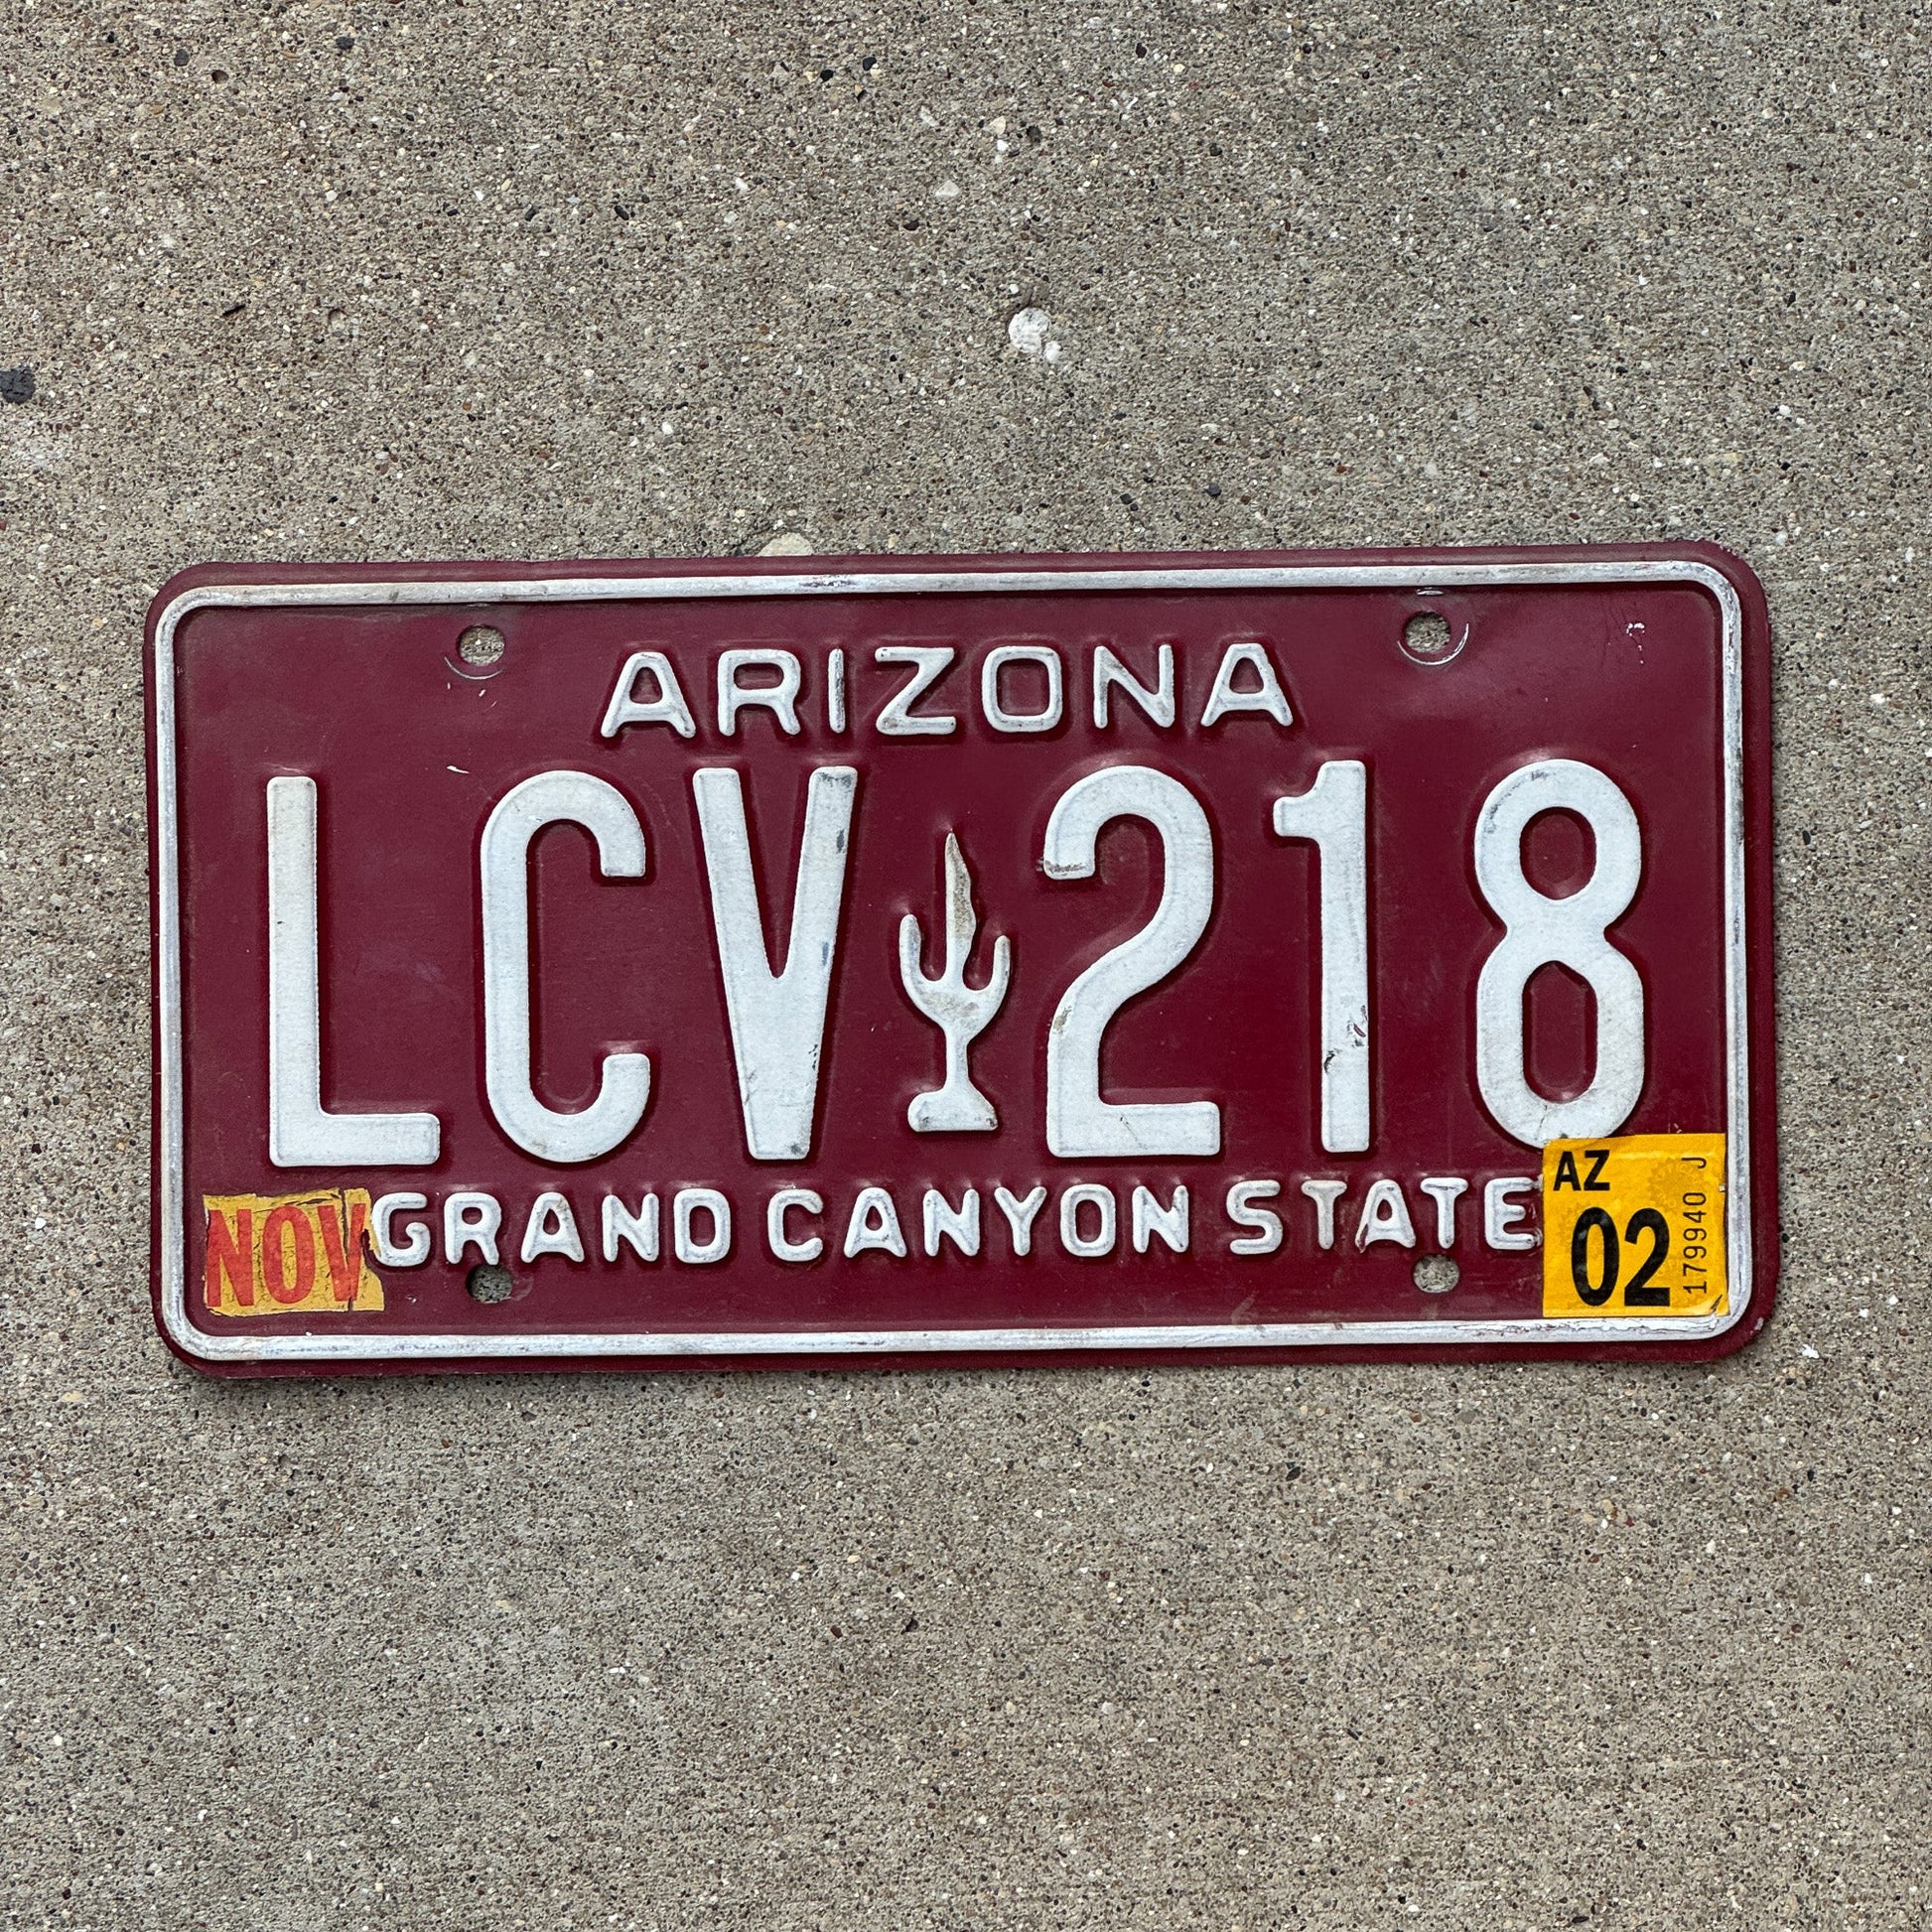 ARIZONA
LCV 218
NOV
GRAND CANYON STATE
AZ
02
179940 J